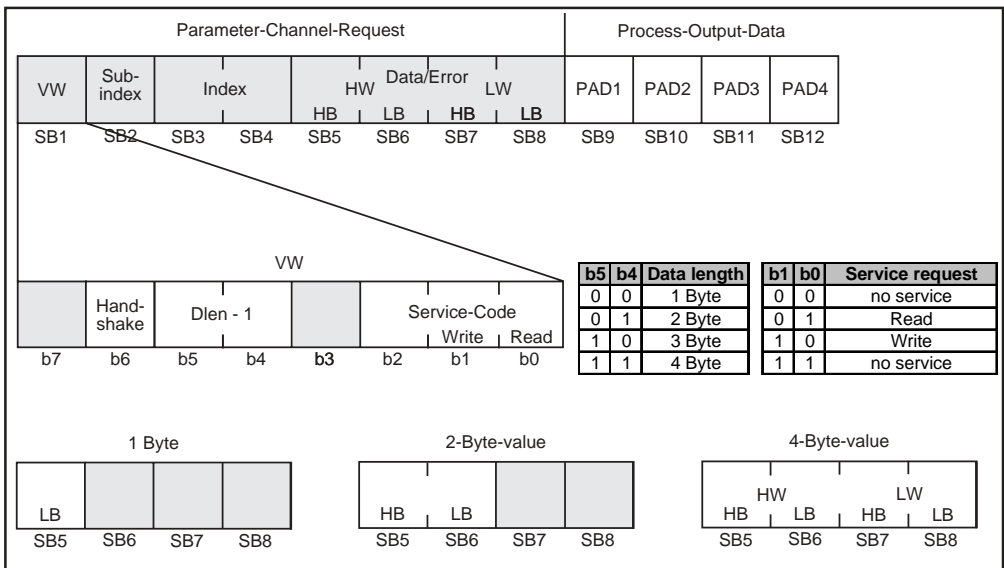 Parameter-Channel-Request Process-Output-Data
VW Sub-index Index Data/Error HW LW PAD1 PAD2 PAD3 PAD4
HB LB HB LB
SB1 SB2 SB3 SB4 SB5 SB6 SB7 SB8 SB9 SB10 SB11 SB12
VW
Hand-shake Dlen - 1 Service-Code
Write Read
b7 b6 b5 b4 b3 b2 b1 b0
b5 b4 Data length
0 0 1 Byte
0 1 2 Byte
1 0 3 Byte
1 1 4 Byte
b1 b0 Service request
0 0 no service
0 1 Read
1 0 Write
1 1 no service
1 Byte
LB
SB5 SB6 SB7 SB8
2-Byte-value
HB LB
SB5 SB6 SB7 SB8
4-Byte-value
HW LW
HB LB HB LB
SB5 SB6 SB7 SB8